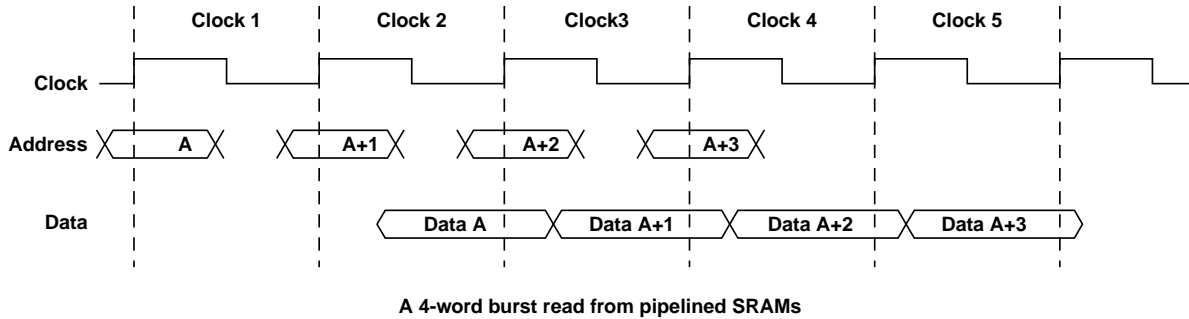 Clock 1 Clock 2 Clock3 Clock 4 Clock 5
Clock
Address A A+1 A+2 A+3
Data Data A Data A+1 Data A+2 Data A+3
A 4-word burst read from pipelined SRAMs